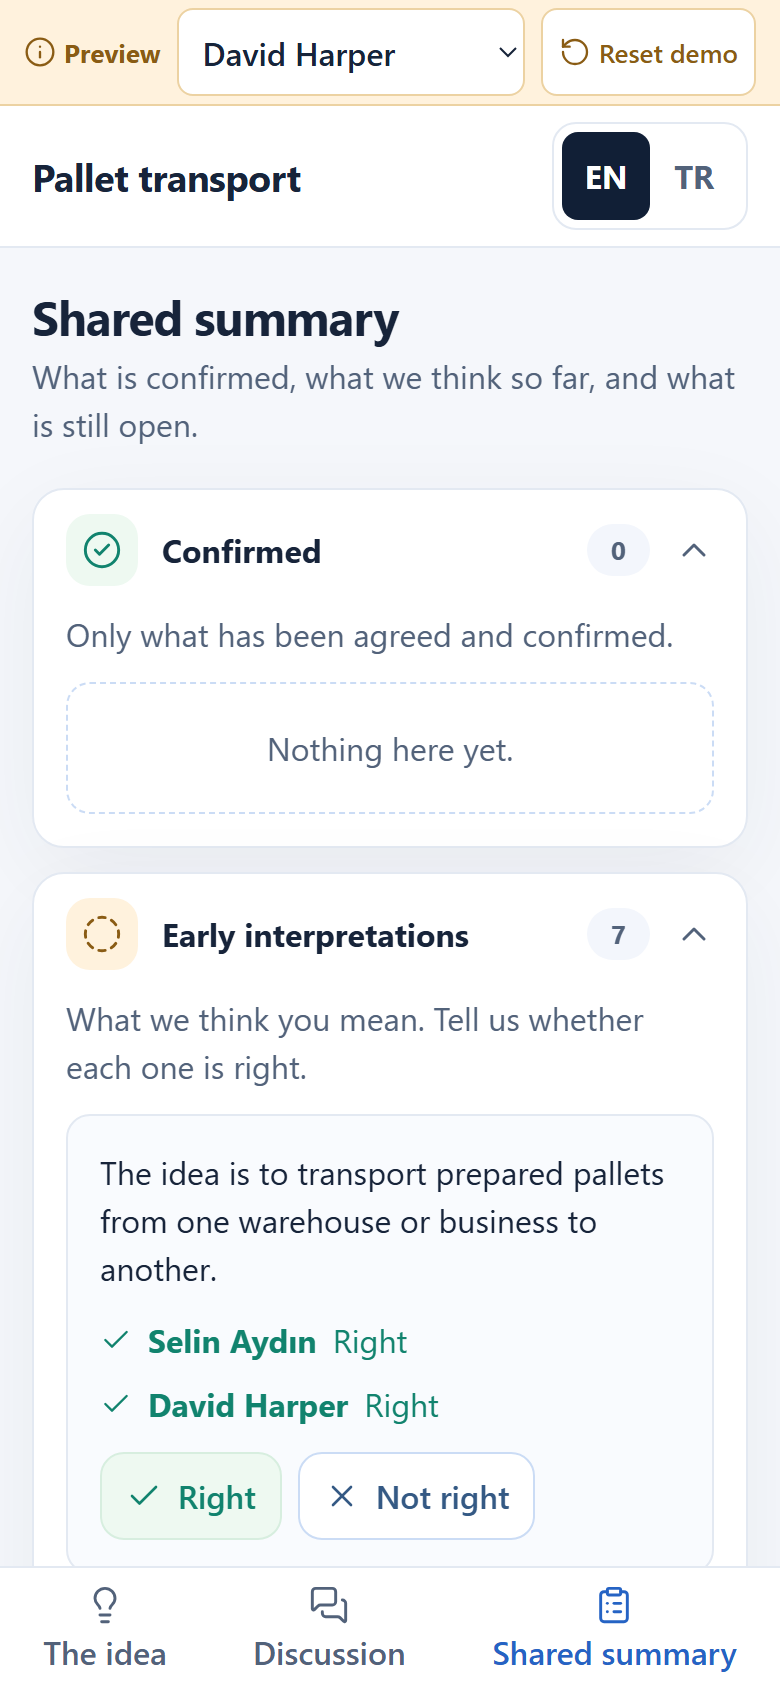 Preview
David Harper
Reset demo
Pallet transport
EN
TR
Shared summary
What is confirmed, what we think so far, and what
is still open.
Confirmed
0
Only what has been agreed and confirmed.
Nothing here yet.
Early interpretations
7
What we think you mean. Tell us whether
each one is right.
The idea is to transport prepared pallets
from one warehouse or business to
another.
Selin Aydın Right
David Harper Right
Right
Not right
The idea
Discussion
Shared summary